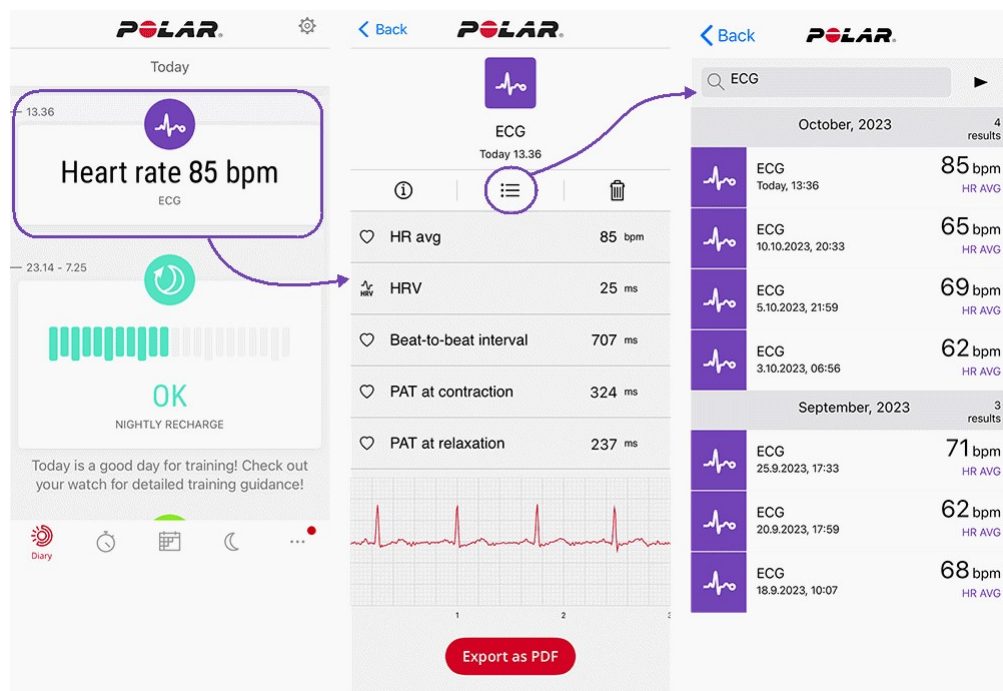 POLAR.
Today
13.36
Heart rate 85 bpm
ECG
23.14 - 7.25
OK
NIGHTLY RECHARGE
Today is a good day for training! Check out
your watch for detailed training guidance!
Diary
Back
POLAR.
ECG
Today 13.36
HR avg 85 bpm
HRV HRV 25 ms
Beat-to-beat interval 707 ms
PAT at contraction 324 ms
PAT at relaxation 237 ms
1 2 3
Export as PDF
Back
POLAR.
ECG
October, 2023 4 results
ECG 85 bpm
Today, 13:36 HR AVG
ECG 65 bpm
10.10.2023, 20:33 HR AVG
ECG 69 bpm
5.10.2023, 21:59 HR AVG
ECG 62 bpm
3.10.2023, 06:56 HR AVG
September, 2023 3 results
ECG 71 bpm
25.9.2023, 17:33 HR AVG
ECG 62 bpm
20.9.2023, 17:59 HR AVG
ECG 68 bpm
18.9.2023, 10:07 HR AVG